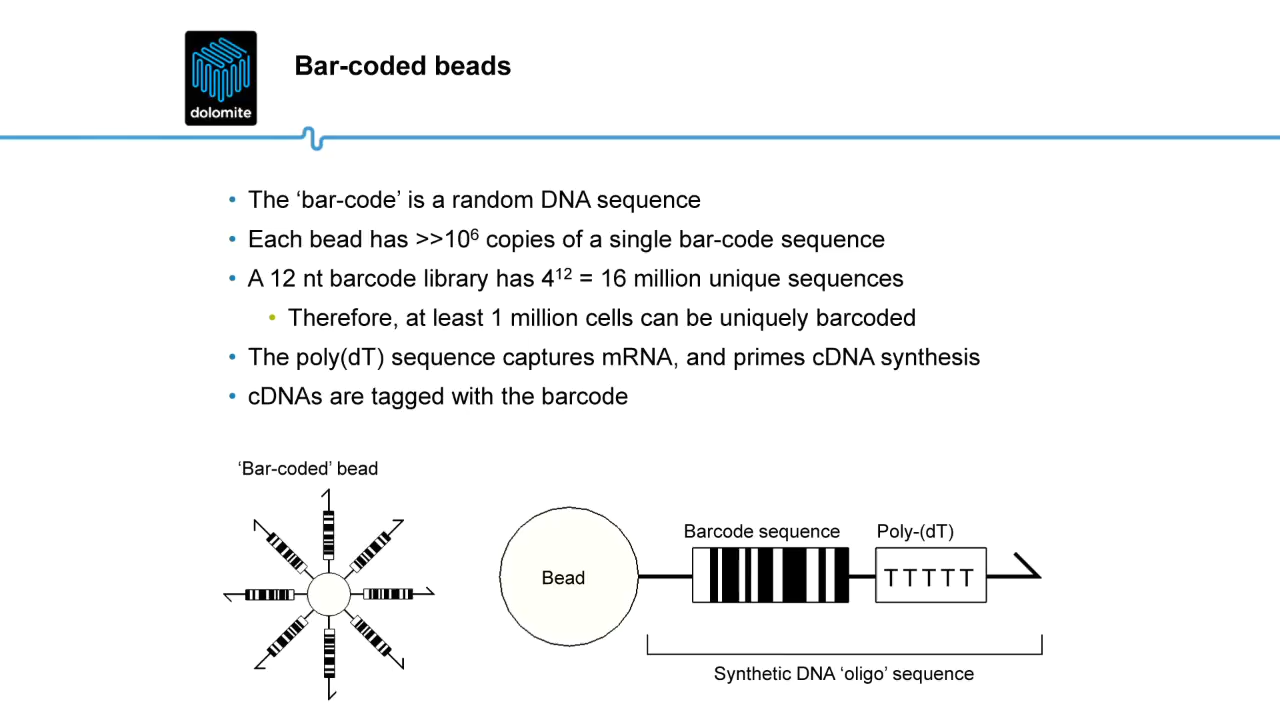 dolomite
Bar-coded beads
• The ‘bar-code’ is a random DNA sequence
• Each bead has >>10⁶ copies of a single bar-code sequence
• A 12 nt barcode library has 4¹² = 16 million unique sequences
• Therefore, at least 1 million cells can be uniquely barcoded
• The poly(dT) sequence captures mRNA, and primes cDNA synthesis
• cDNAs are tagged with the barcode
‘Bar-coded’ bead
Barcode sequence Poly-(dT)
Bead
TTTTT
Synthetic DNA ‘oligo’ sequence